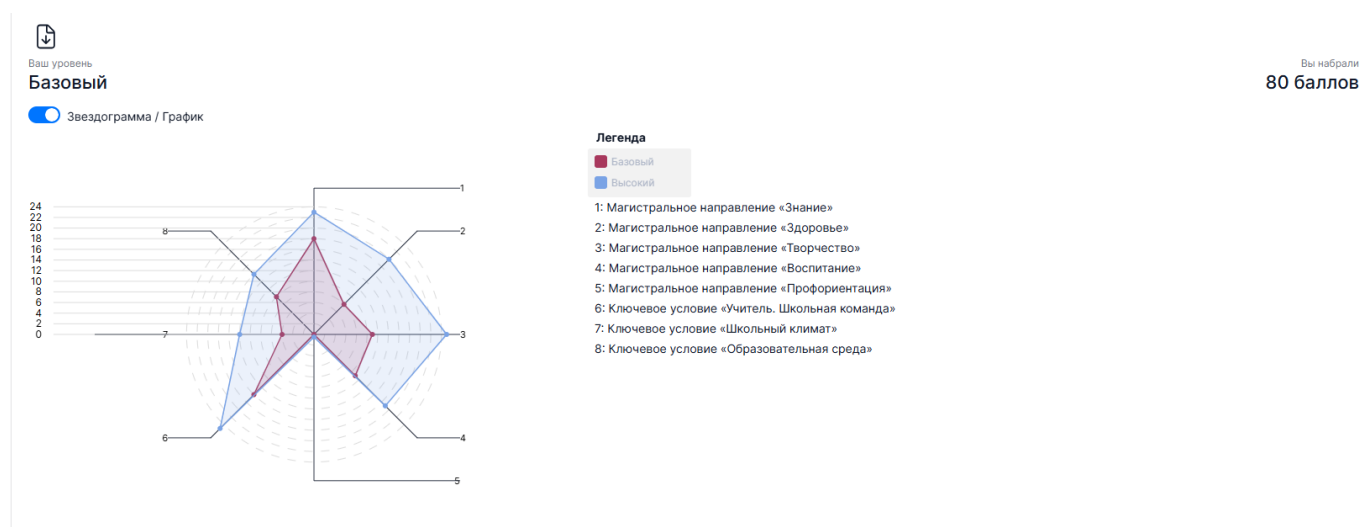 Ваш уровень
Базовый
Вы набрали
80 баллов
Звездограмма / График
Легенда
Базовый
Высокий
1: Магистральное направление «Знание»
2: Магистральное направление «Здоровье»
3: Магистральное направление «Творчество»
4: Магистральное направление «Воспитание»
5: Магистральное направление «Профориентация»
6: Ключевое условие «Учитель. Школьная команда»
7: Ключевое условие «Школьный климат»
8: Ключевое условие «Образовательная среда»
24
22
20
18
16
14
12
10
8
6
4
2
0
1
2
3
4
5
6
7
8